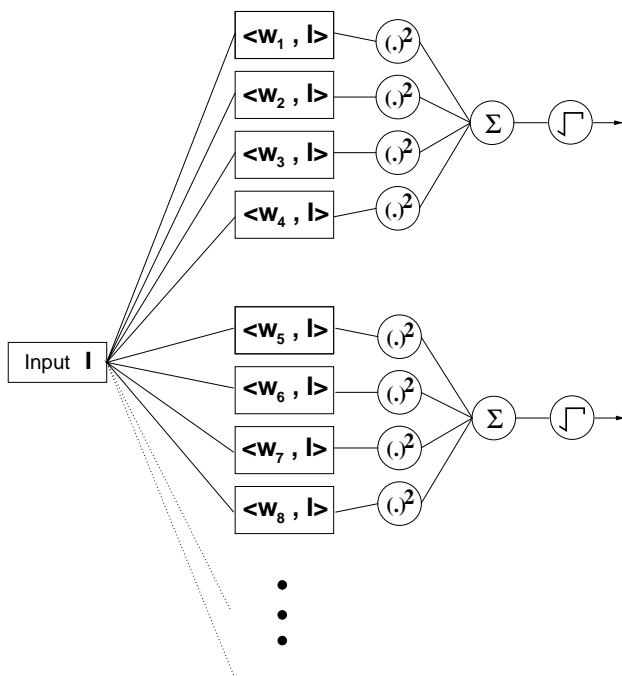 <w₁ , I> (.)²
<w₂ , I> (.)²
Σ √
<w₃ , I> (.)²
<w₄ , I> (.)²
<w₅ , I> (.)²
Input I
<w₆ , I> (.)²
Σ √
<w₇ , I> (.)²
<w₈ , I> (.)²